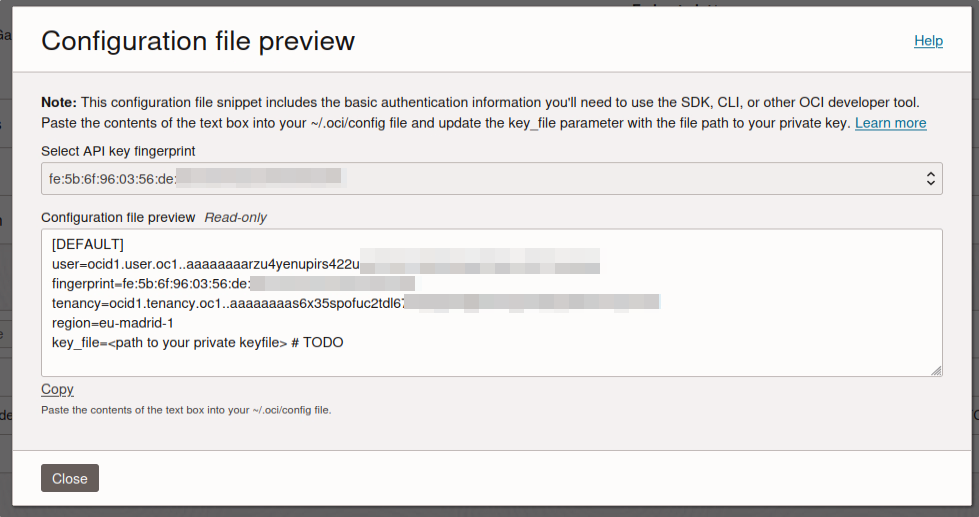 Configuration file preview
Help
Note: This configuration file snippet includes the basic authentication information you'll need to use the SDK, CLI, or other OCI developer tool.
Paste the contents of the text box into your ~/.oci/config file and update the key_file parameter with the file path to your private key. Learn more
Select API key fingerprint
fe:5b:6f:96:03:56:de:
Configuration file preview Read-only
[DEFAULT]
user=ocid1.user.oc1..aaaaaaaarzu4yenupirs422u
fingerprint=fe:5b:6f:96:03:56:de:
tenancy=ocid1.tenancy.oc1..aaaaaaaas6x35spofuc2tdl67
region=eu-madrid-1
key_file=<path to your private keyfile> # TODO
Copy
Paste the contents of the text box into your ~/.oci/config file.
Close